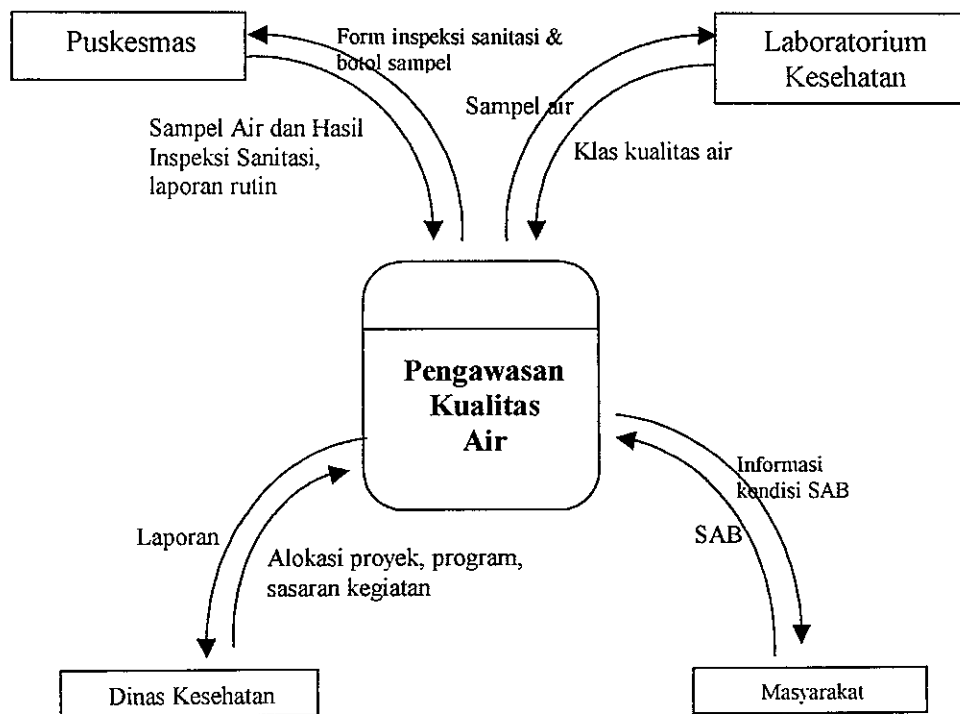 Puskesmas
Form inspeksi sanitasi &
botol sampel
Laboratorium
Kesehatan
Sampel air
Sampel Air dan Hasil
Inspeksi Sanitasi,
laporan rutin
Klas kualitas air
Pengawasan
Kualitas
Air
Informasi
kondisi SAB
SAB
Laporan
Alokasi proyek, program,
sasaran kegiatan
Dinas Kesehatan
Masyarakat